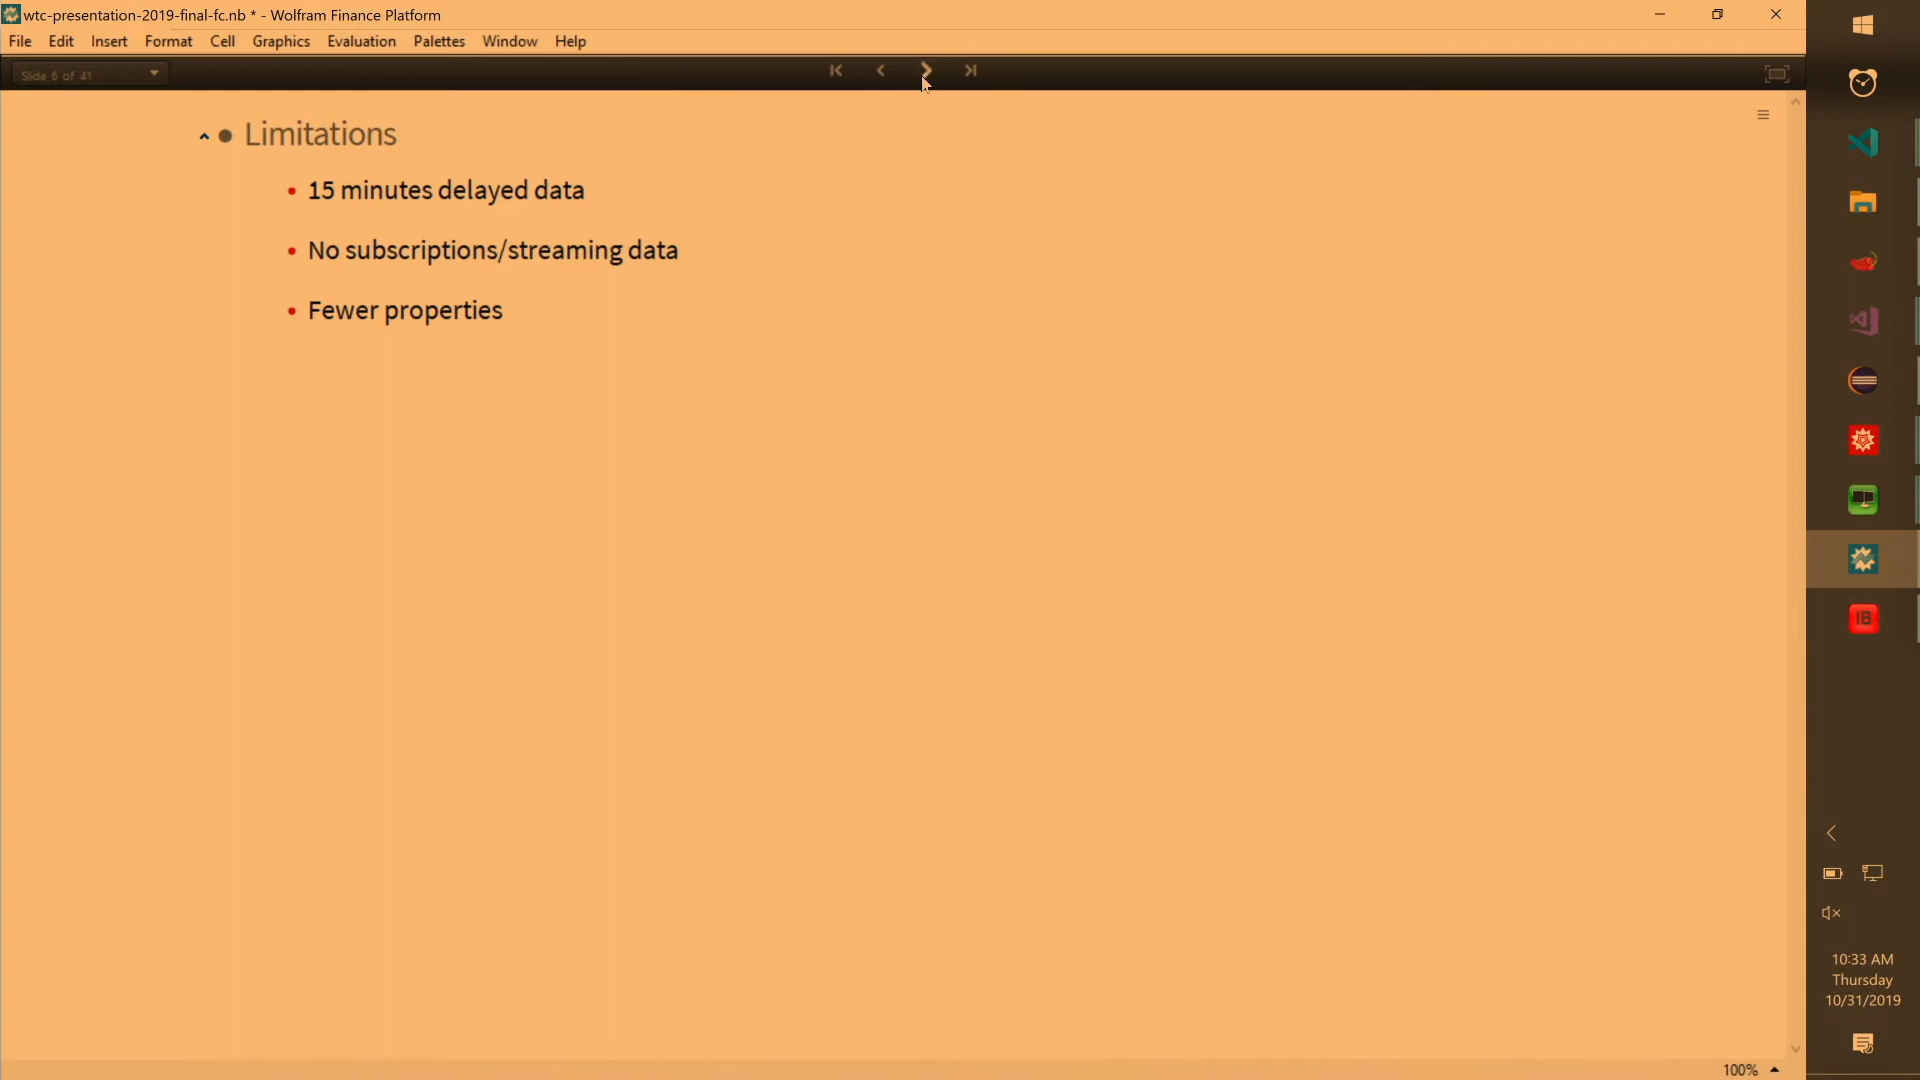 wtc-presentation-2019-final-fc.nb * - Wolfram Finance Platform
File Edit Insert Format Cell Graphics Evaluation Palettes Window Help
Slide 6 of 41
Limitations
15 minutes delayed data
No subscriptions/streaming data
Fewer properties
IB
10:33 AM
Thursday
10/31/2019
100%